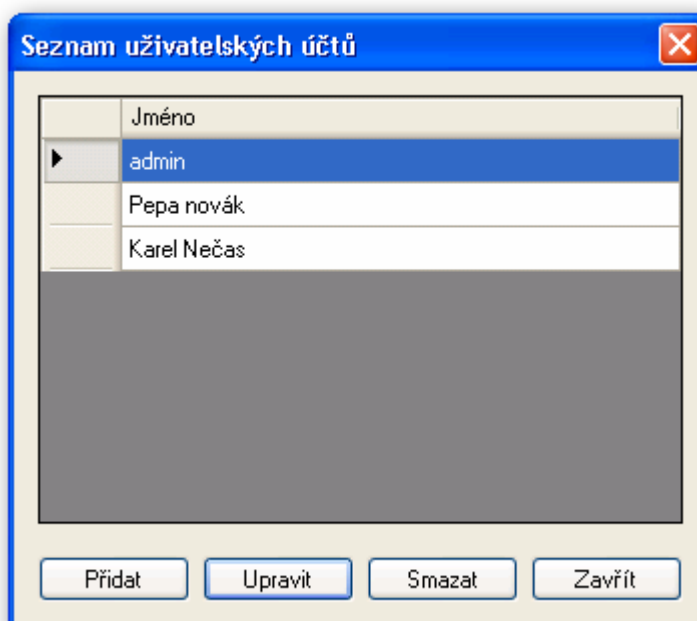 Seznam uživatelských účtů
Jméno
admin
Pepa novák
Karel Nečas
Přidat Upravit Smazat Zavřít